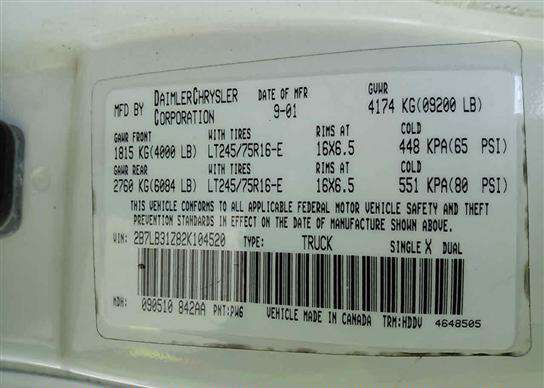 MFD BY DAIMLERCHRYSLER CORPORATION DATE OF MFR 9-01 GVWR 4174 KG(09200 LB)
GAWR FRONT WITH TIRES RIMS AT COLD
1815 KG(4000 LB) LT245/75R16-E 16X6.5 448 KPA(65 PSI)
GAWR REAR WITH TIRES RIMS AT COLD
2760 KG(6084 LB) LT245/75R16-E 16X6.5 551 KPA(80 PSI)
THIS VEHICLE CONFORMS TO ALL APPLICABLE FEDERAL MOTOR VEHICLE SAFETY AND THEFT
PREVENTION STANDARDS IN EFFECT ON THE DATE OF MANUFACTURE SHOWN ABOVE.
VIN: 2B7LB31Z82K104520 TYPE: TRUCK SINGLE X DUAL
MDH: 090510 842AA PNT:PW6 VEHICLE MADE IN CANADA TRM:HDDV 4648505